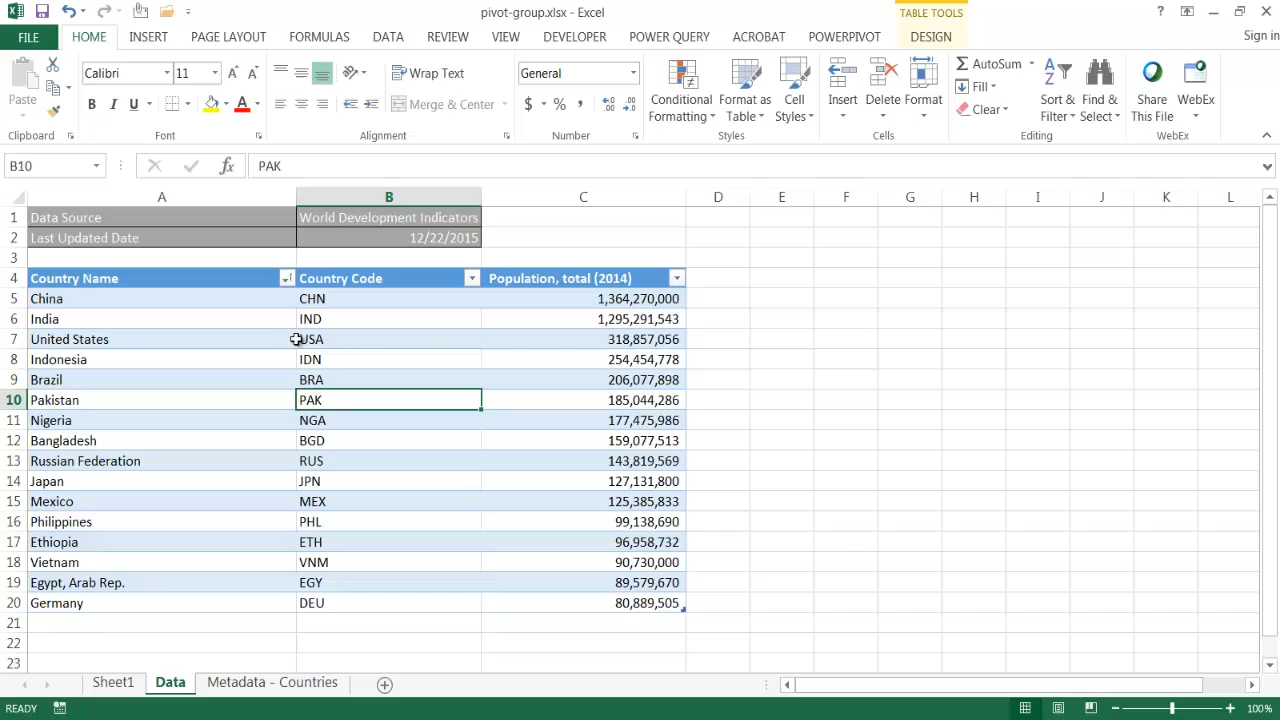 pivot-group.xlsx - Excel
TABLE TOOLS
Sign in
FILE HOME INSERT PAGE LAYOUT FORMULAS DATA REVIEW VIEW DEVELOPER POWER QUERY ACROBAT POWERPIVOT DESIGN
Paste
Calibri 11
B I U A
Wrap Text
Merge & Center
General
$ % ,
Conditional Formatting
Format as Table
Cell Styles
Insert
Delete
Format
AutoSum
Fill
Clear
Sort & Filter
Find & Select
Share This File
WebEx
Clipboard Font Alignment Number Styles Cells Editing WebEx
B10 fx PAK
A B C D E F G H I J K L
1 Data Source World Development Indicators
2 Last Updated Date 12/22/2015
3
4 Country Name Country Code Population, total (2014)
5 China CHN 1,364,270,000
6 India IND 1,295,291,543
7 United States USA 318,857,056
8 Indonesia IDN 254,454,778
9 Brazil BRA 206,077,898
10 Pakistan PAK 185,044,286
11 Nigeria NGA 177,475,986
12 Bangladesh BGD 159,077,513
13 Russian Federation RUS 143,819,569
14 Japan JPN 127,131,800
15 Mexico MEX 125,385,833
16 Philippines PHL 99,138,690
17 Ethiopia ETH 96,958,732
18 Vietnam VNM 90,730,000
19 Egypt, Arab Rep. EGY 89,579,670
20 Germany DEU 80,889,505
21
22
23
Sheet1 Data Metadata - Countries
READY 100%